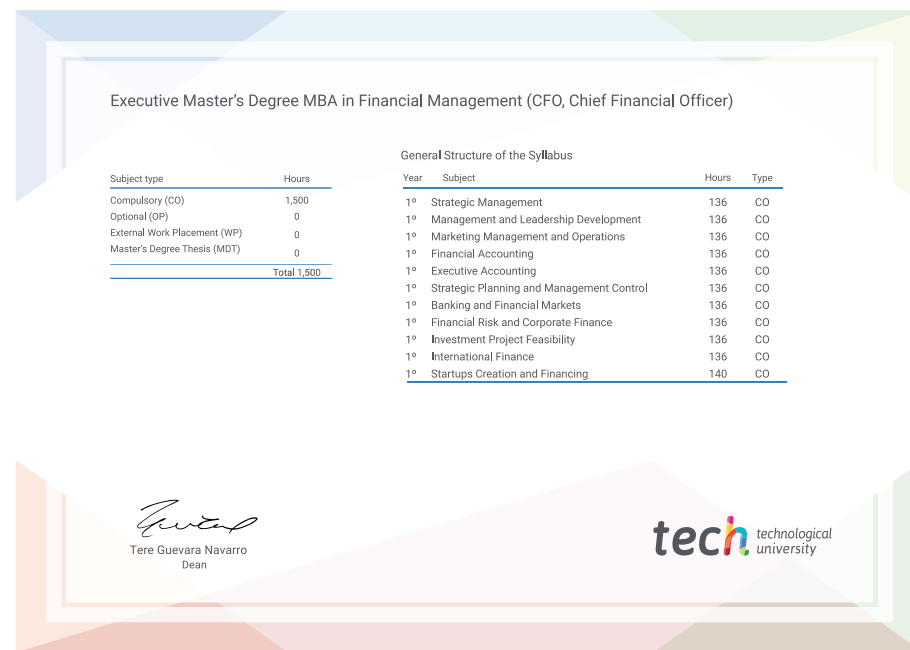 Executive Master's Degree MBA in Financial Management (CFO, Chief Financial Officer)
Subject type Hours
Compulsory (CO) 1,500
Optional (OP) 0
External Work Placement (WP) 0
Master's Degree Thesis (MDT) 0
Total 1,500
General Structure of the Syllabus
Year Subject Hours Type
1º Strategic Management 136 CO
1º Management and Leadership Development 136 CO
1º Marketing Management and Operations 136 CO
1º Financial Accounting 136 CO
1º Executive Accounting 136 CO
1º Strategic Planning and Management Control 136 CO
1º Banking and Financial Markets 136 CO
1º Financial Risk and Corporate Finance 136 CO
1º Investment Project Feasibility 136 CO
1º International Finance 136 CO
1º Startups Creation and Financing 140 CO
Tere Guevara Navarro
Dean
tech technological
university